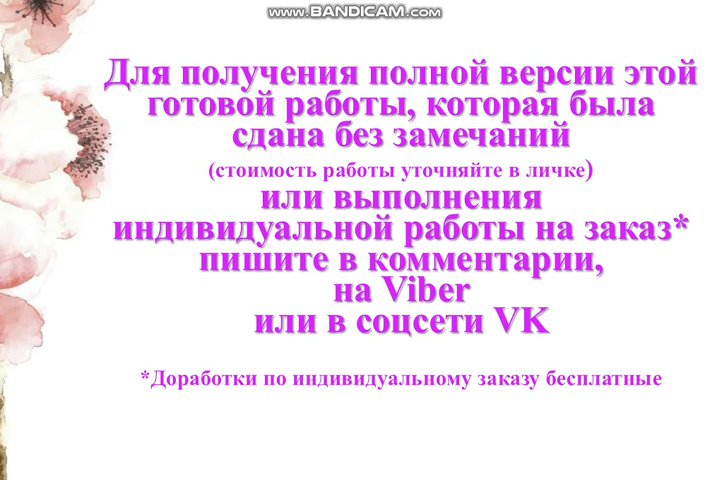 www.BANDICAM.com
Для получения полной версии этой
готовой работы, которая была
сдана без замечаний
(стоимость работы уточняйте в личке)
или выполнения
индивидуальной работы на заказ*
пишите в комментарии,
на Viber
или в соцсети VK
*Доработки по индивидуальному заказу бесплатные